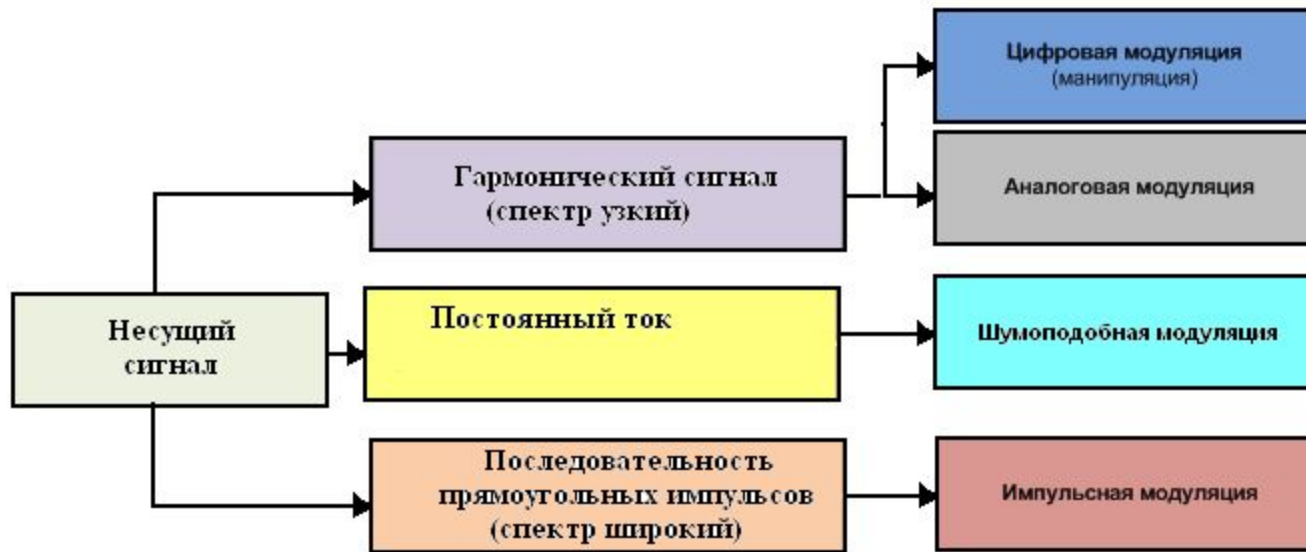 Цифровая модуляция
(манипуляция)
Гармонический сигнал
(спектр узкий)
Аналоговая модуляция
Несущий
сигнал
Постоянный ток
Шумоподобная модуляция
Последовательность
прямоугольных импульсов
(спектр широкий)
Импульсная модуляция